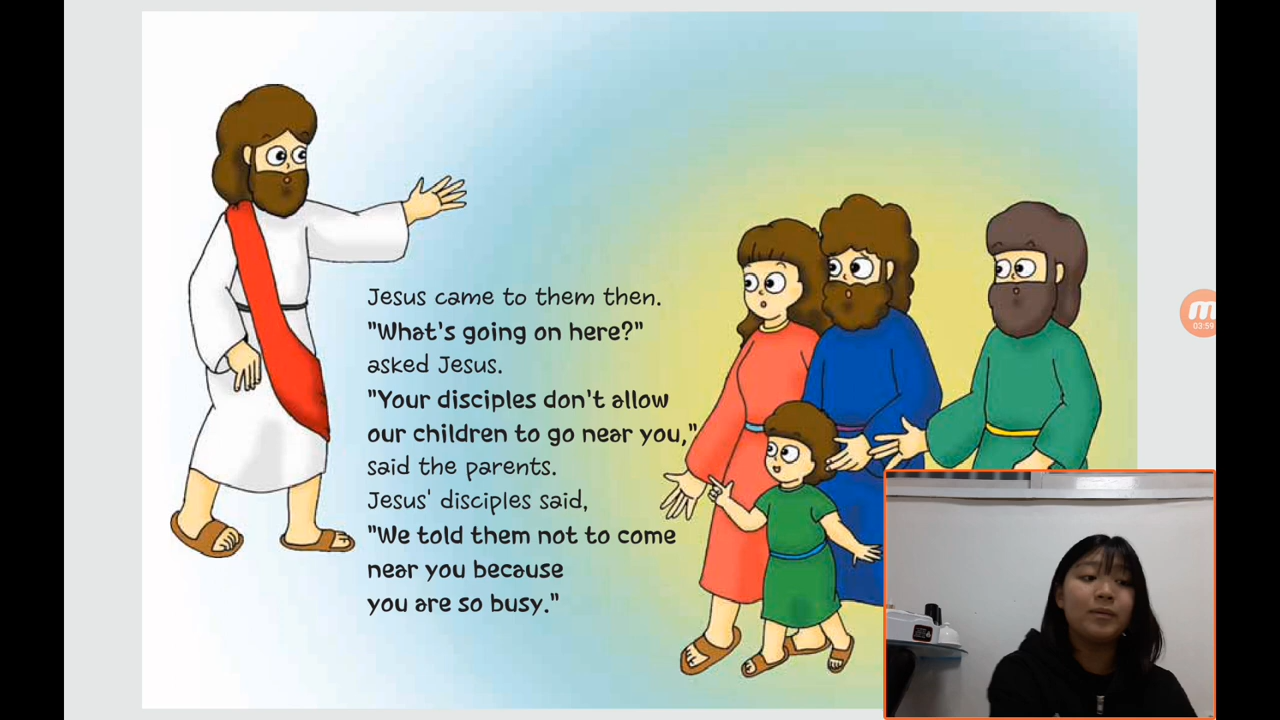 Jesus came to them then.
"What's going on here?"
asked Jesus.
"Your disciples don't allow
our children to go near you,"
said the parents.
Jesus' disciples said,
"We told them not to come
near you because
you are so busy."
03:59